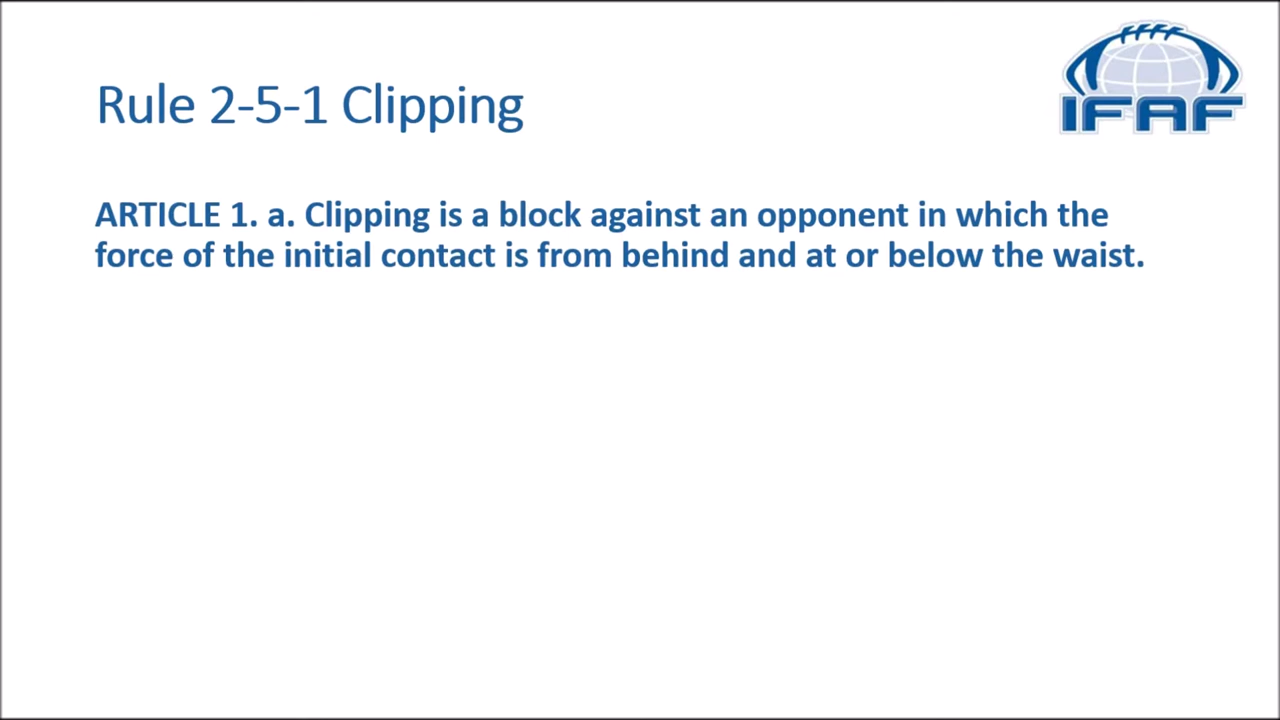 Rule 2-5-1 Clipping
IFAF
ARTICLE 1. a. Clipping is a block against an opponent in which the
force of the initial contact is from behind and at or below the waist.